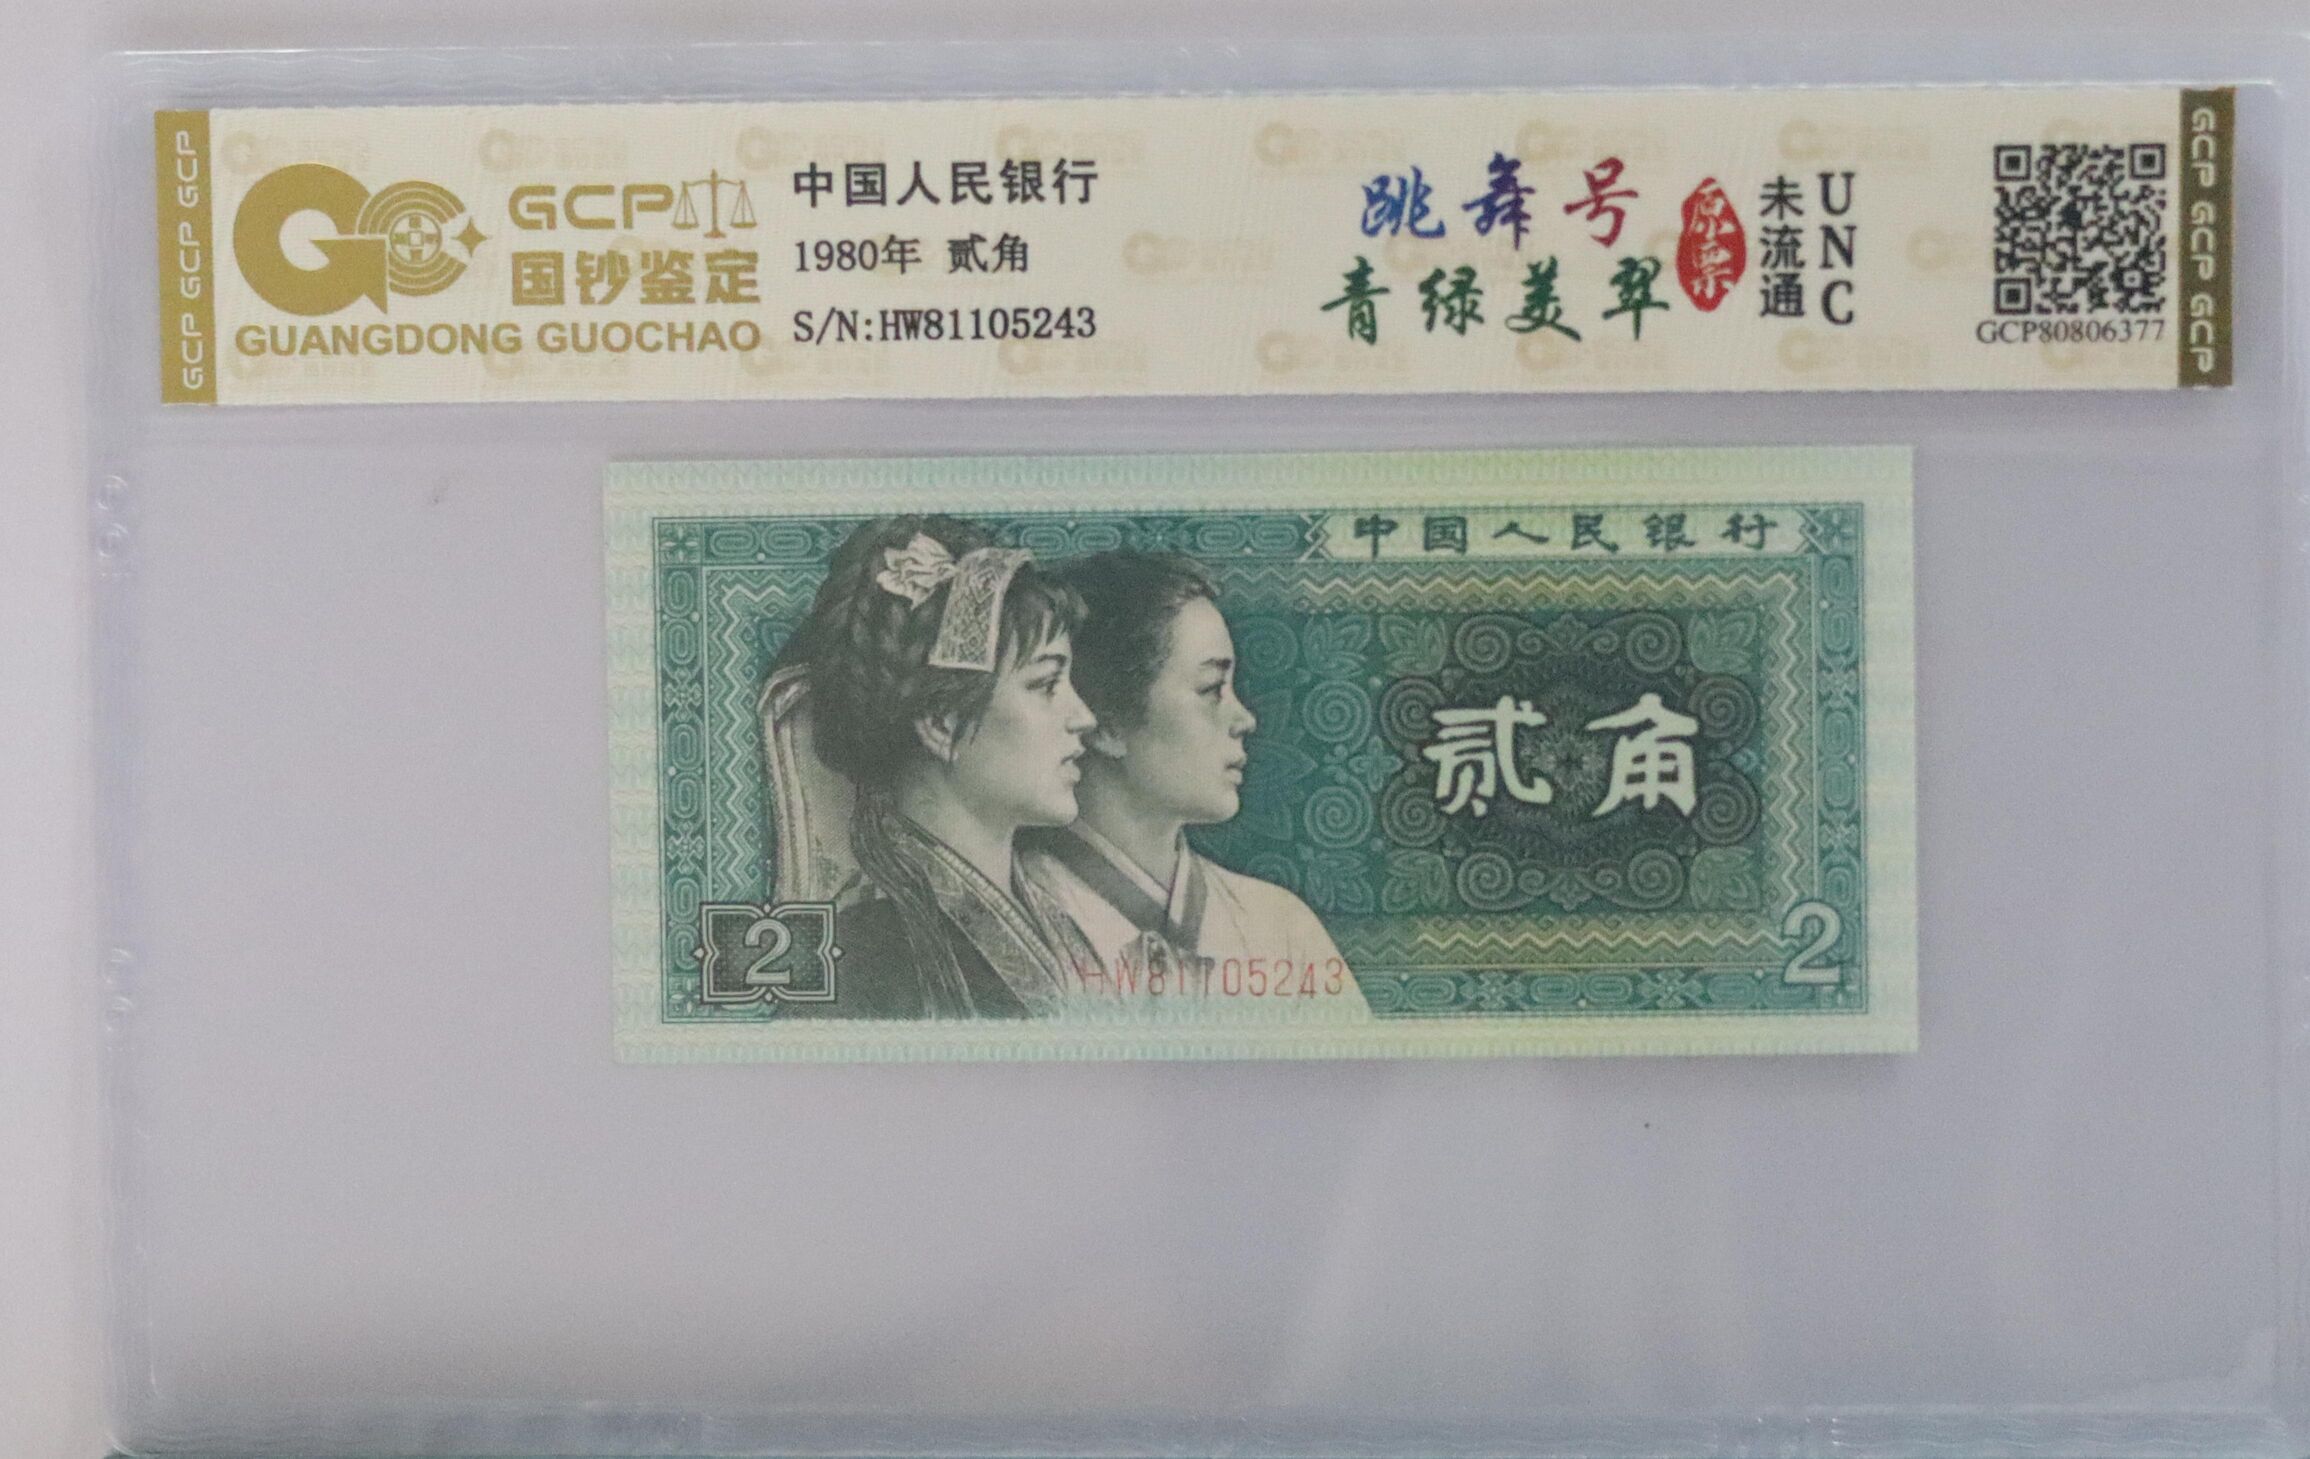 GCP GCP GCP
GCP
国钞鉴定
GUANGDONG GUOCHAO
中国人民银行
1980年 贰角
S/N:HW81105243
跳舞号
青绿美翠
原票
未流通
UNC
GCP80806377
GCP GCP GCP
中国人民银行
贰角
2
HW81105243
2